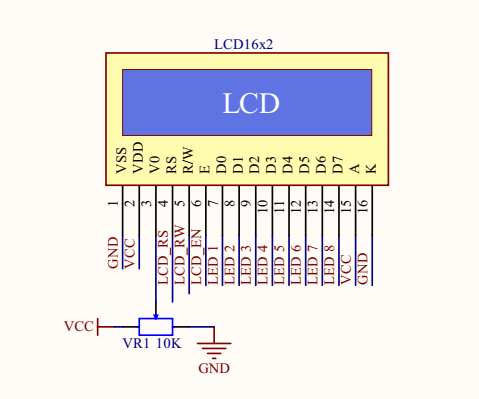 LCD16x2
LCD
VSS VDD V0 RS R/W E D0 D1 D2 D3 D4 D5 D6 D7 A K
1 2 3 4 5 6 7 8 9 10 11 12 13 14 15 16
GND VCC LCD_RS LCD_RW LCD_EN LED 1 LED 2 LED 3 LED 4 LED 5 LED 6 LED 7 LED 8 VCC GND
VCC
VR1 10K
GND